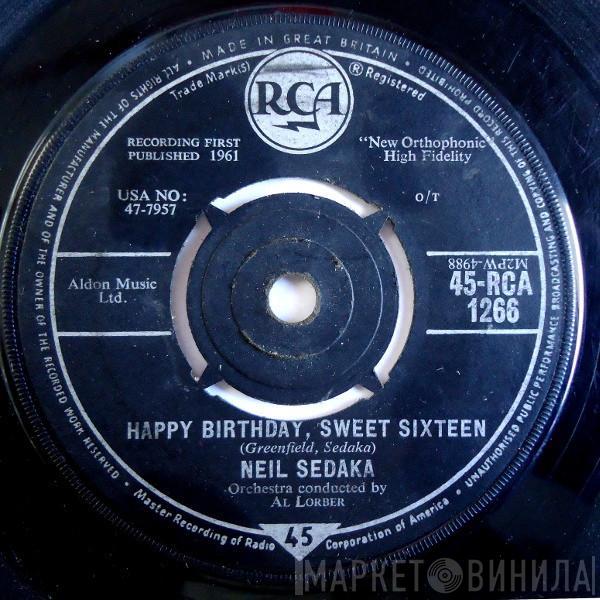 ALL RIGHTS OF THE MANUFACTURER AND OF THE OWNER OF THE RECORDED WORK RESERVED · MADE IN GREAT BRITAIN · UNAUTHORISED PUBLIC PERFORMANCE BROADCASTING AND COPYING OF THIS RECORD PROHIBITED
Trade Mark(s)
RCA
® Registered
RECORDING FIRST
PUBLISHED 1961
"New Orthophonic"
High Fidelity
USA NO:
47-7957
O/T
Aldon Music
Ltd.
M2PW-4988
45-RCA
1266
HAPPY BIRTHDAY, SWEET SIXTEEN
(Greenfield, Sedaka)
NEIL SEDAKA
Orchestra conducted by
AL LORBER
Master Recording of Radio Corporation of America
45
МАРКЕТ ВИНИЛА